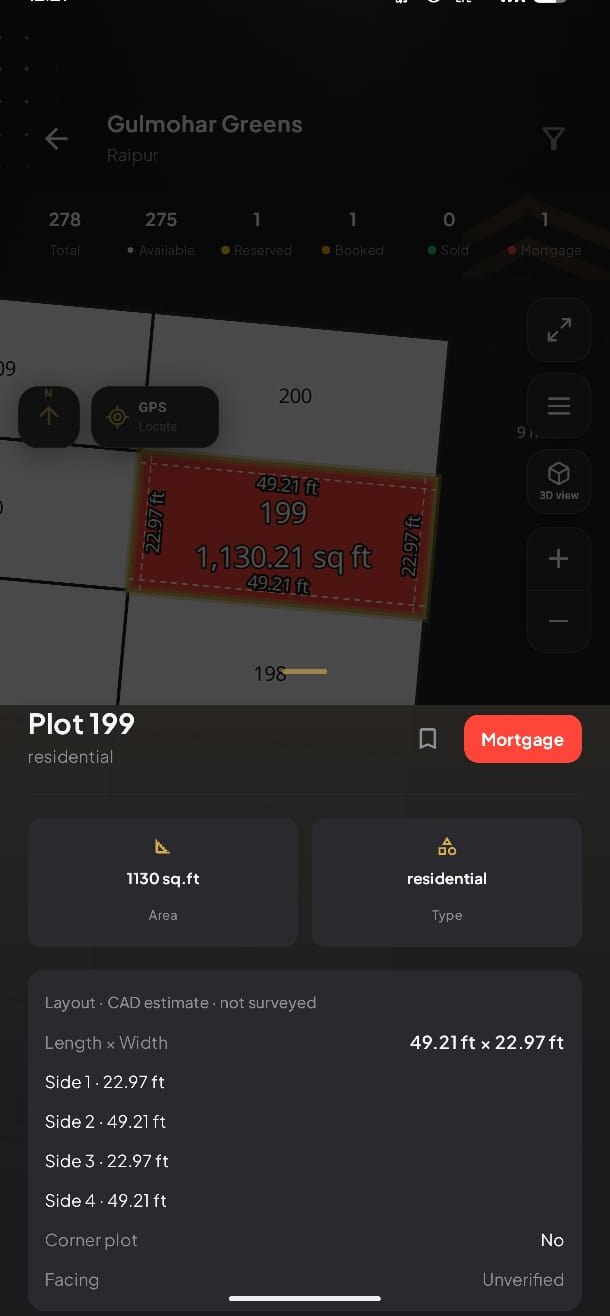 Gulmohar Greens
Raipur
278 275 1 1 0 1
Total Available Reserved Booked Sold Mortgage
200
N
GPS
Locate
3D view
49.21 ft
199
22.97 ft
22.97 ft
1,130.21 sq ft
49.21 ft
198
Plot 199
residential
Mortgage
1130 sq.ft
Area
residential
Type
Layout · CAD estimate · not surveyed
Length × Width 49.21 ft × 22.97 ft
Side 1 · 22.97 ft
Side 2 · 49.21 ft
Side 3 · 22.97 ft
Side 4 · 49.21 ft
Corner plot No
Facing Unverified